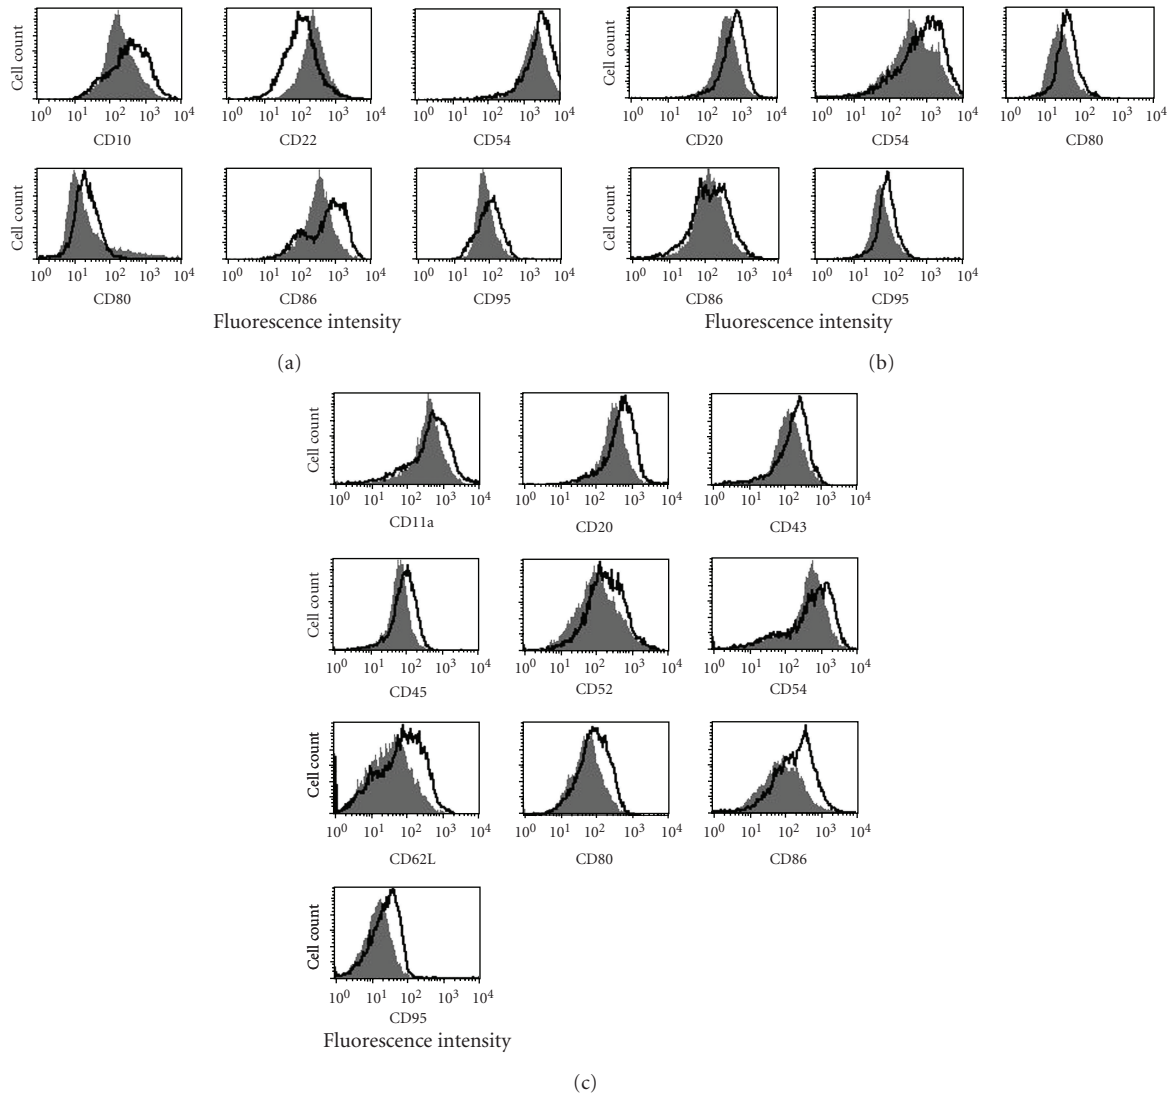 Cell count
10⁰ 10¹ 10² 10³ 10⁴
CD10
10⁰ 10¹ 10² 10³ 10⁴
CD22
10⁰ 10¹ 10² 10³ 10⁴
CD54
Cell count
10⁰ 10¹ 10² 10³ 10⁴
CD80
10⁰ 10¹ 10² 10³ 10⁴
CD86
10⁰ 10¹ 10² 10³ 10⁴
CD95
Fluorescence intensity
(a)
Cell count
10⁰ 10¹ 10² 10³ 10⁴
CD20
10⁰ 10¹ 10² 10³ 10⁴
CD54
10⁰ 10¹ 10² 10³ 10⁴
CD80
Cell count
10⁰ 10¹ 10² 10³ 10⁴
CD86
10⁰ 10¹ 10² 10³ 10⁴
CD95
Fluorescence intensity
(b)
Cell count
10⁰ 10¹ 10² 10³ 10⁴
CD11a
10⁰ 10¹ 10² 10³ 10⁴
CD20
10⁰ 10¹ 10² 10³ 10⁴
CD43
Cell count
10⁰ 10¹ 10² 10³ 10⁴
CD45
10⁰ 10¹ 10² 10³ 10⁴
CD52
10⁰ 10¹ 10² 10³ 10⁴
CD54
Cell count
10⁰ 10¹ 10² 10³ 10⁴
CD62L
10⁰ 10¹ 10² 10³ 10⁴
CD80
10⁰ 10¹ 10² 10³ 10⁴
CD86
Cell count
10⁰ 10¹ 10² 10³ 10⁴
CD95
Fluorescence intensity
(c)